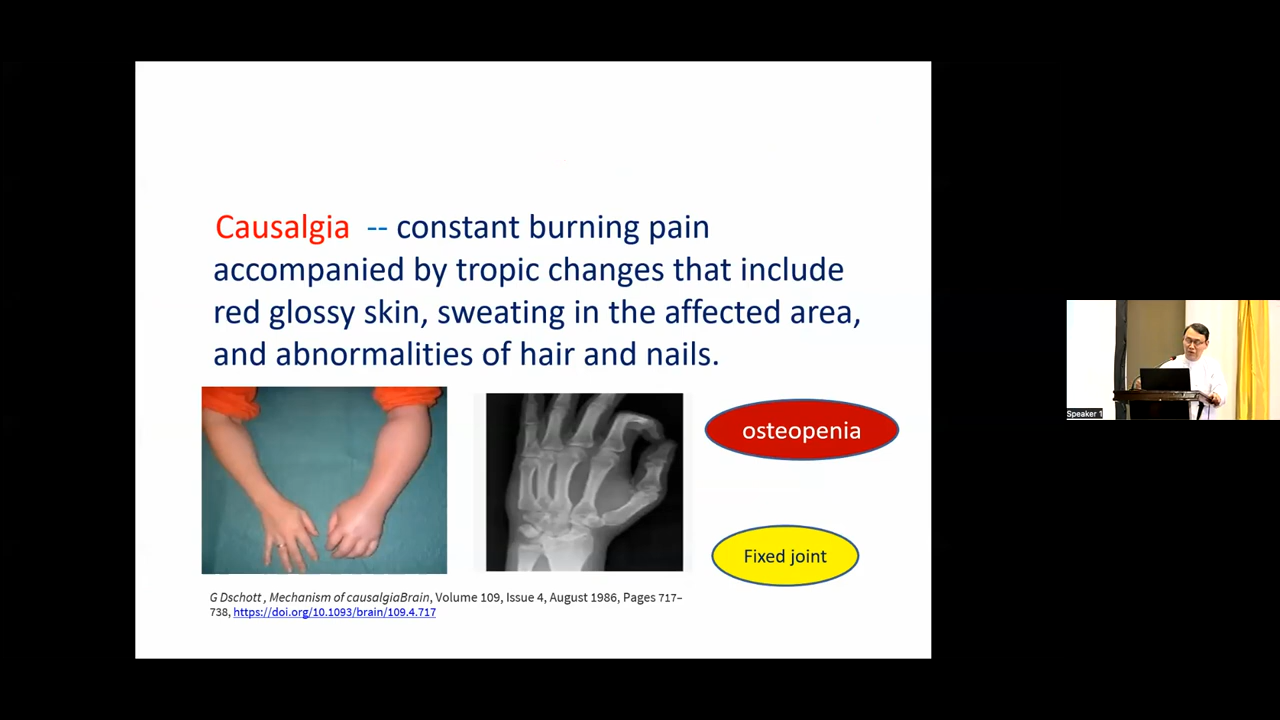 Causalgia -- constant burning pain
accompanied by tropic changes that include
red glossy skin, sweating in the affected area,
and abnormalities of hair and nails.
osteopenia
Fixed joint
G Dschott , Mechanism of causalgiaBrain, Volume 109, Issue 4, August 1986, Pages 717–
738, https://doi.org/10.1093/brain/109.4.717
Speaker 1